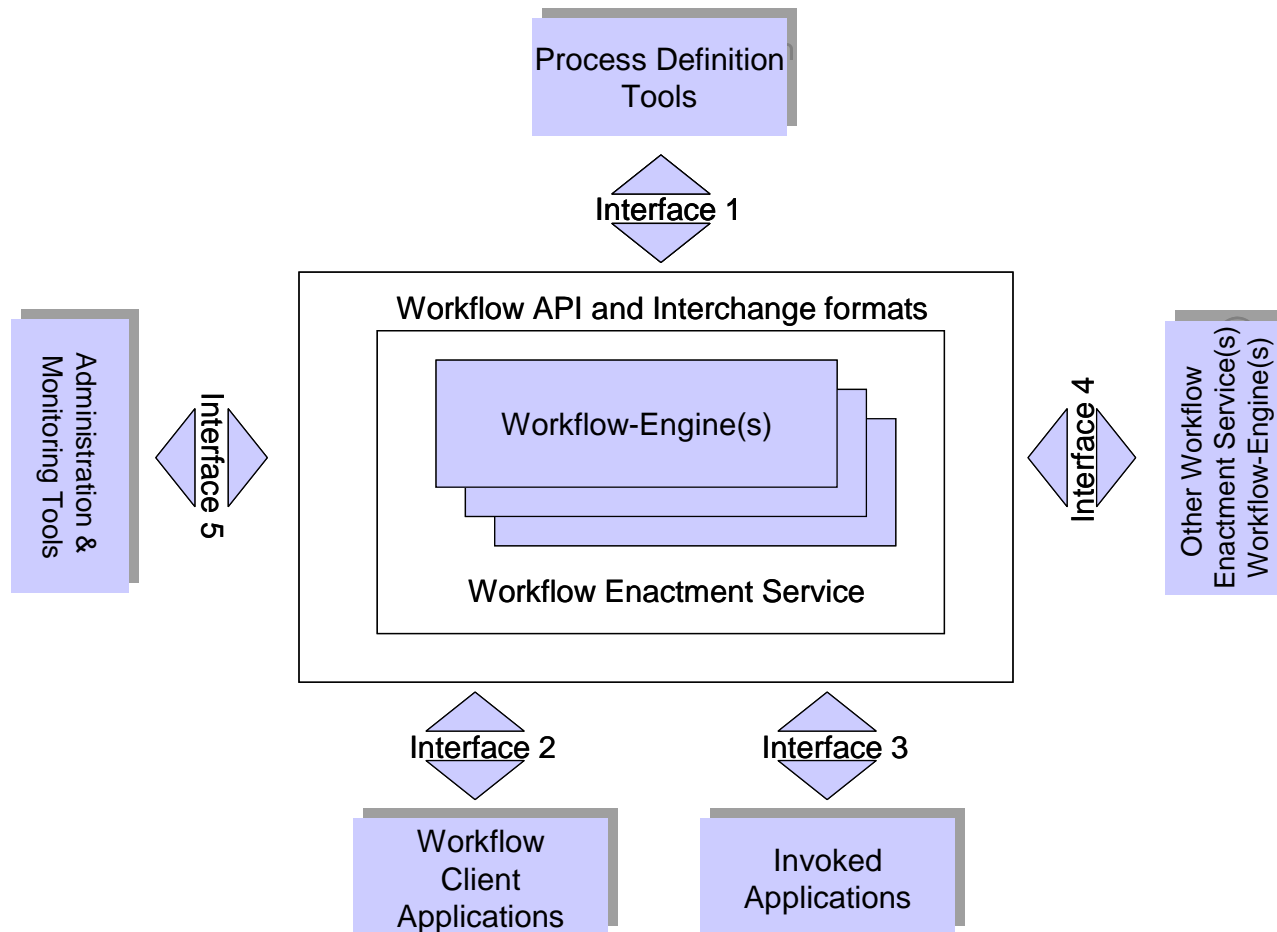 Process Definition
Tools
Interface 1
Workflow API and Interchange formats
Workflow-Engine(s)
Workflow Enactment Service
Administration &
Monitoring Tools
Interface 5
Interface 4
Other Workflow
Enactment Service(s)
Workflow-Engine(s)
Interface 2
Interface 3
Workflow
Client
Applications
Invoked
Applications